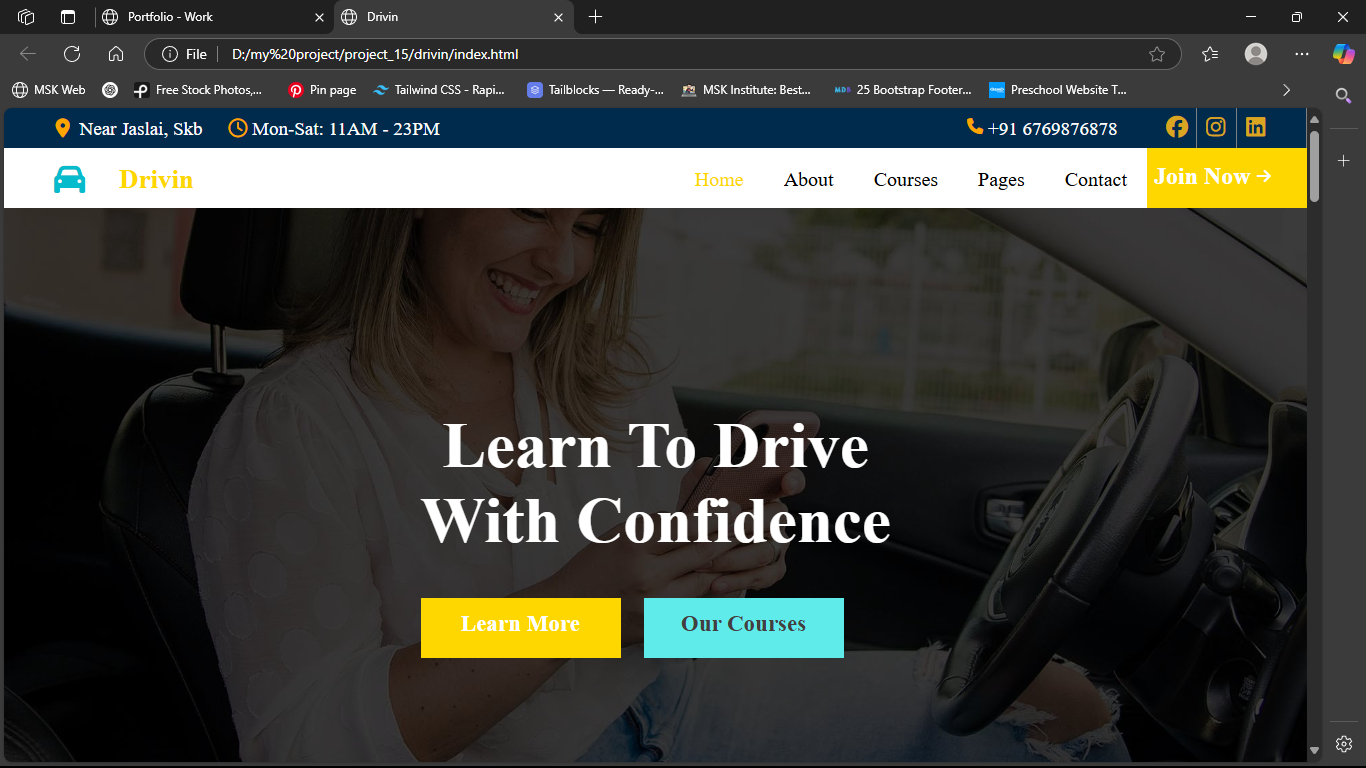 Portfolio - Work
Drivin
File
D:/my%20project/project_15/drivin/index.html
MSK Web
Free Stock Photos,...
Pin page
Tailwind CSS - Rapi...
Tailblocks — Ready-...
MSK Institute: Best...
25 Bootstrap Footer...
Preschool Website T...
Near Jaslai, Skb
Mon-Sat: 11AM - 23PM
+91 6769876878
Drivin
Home
About
Courses
Pages
Contact
Join Now
Learn To Drive
With Confidence
Learn More
Our Courses